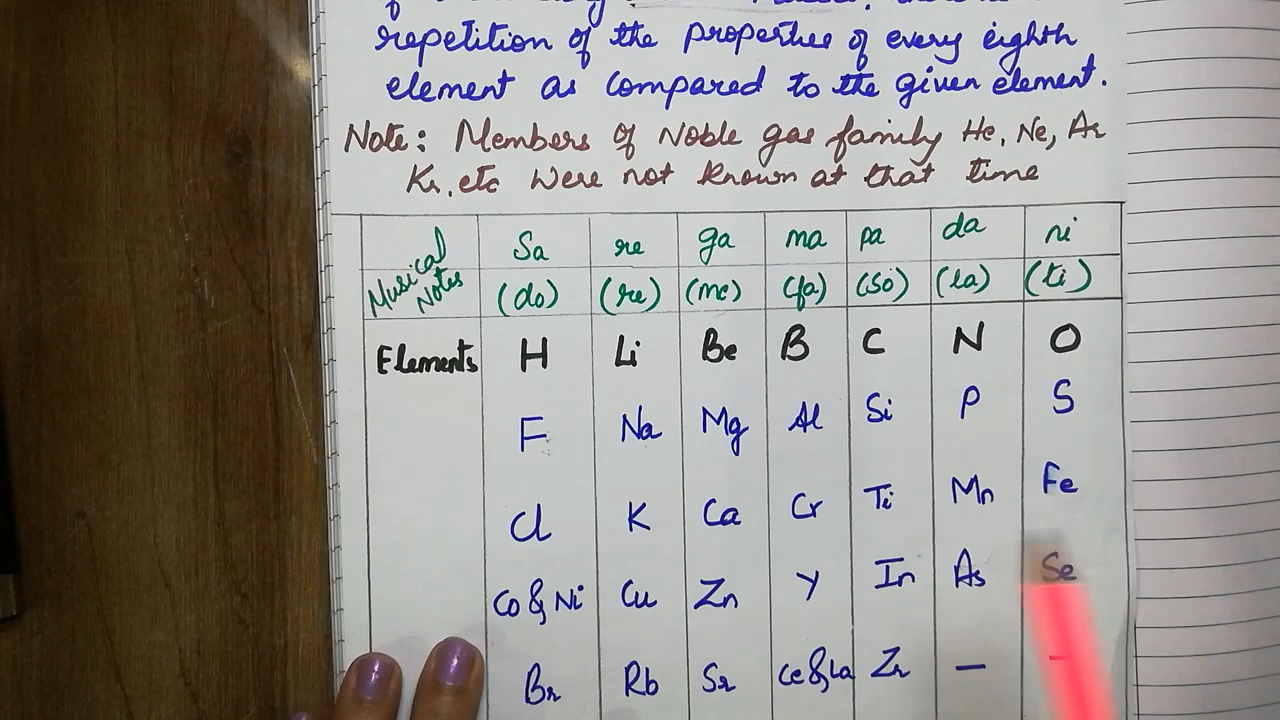 repetition of the properties of every eighth
element as compared to the given element.
Note: Members of Noble gas family He, Ne, Ar
Kr, etc were not known at that time
Musical Notes Sa re ga ma pa da ni
(do) (re) (me) (fa) (so) (la) (ti)
Elements H Li Be B C N O
F Na Mg Al Si P S
Cl K Ca Cr Ti Mn Fe
Co & Ni Cu Zn Y In As Se
Br Rb Sr Ce & La Zr — -